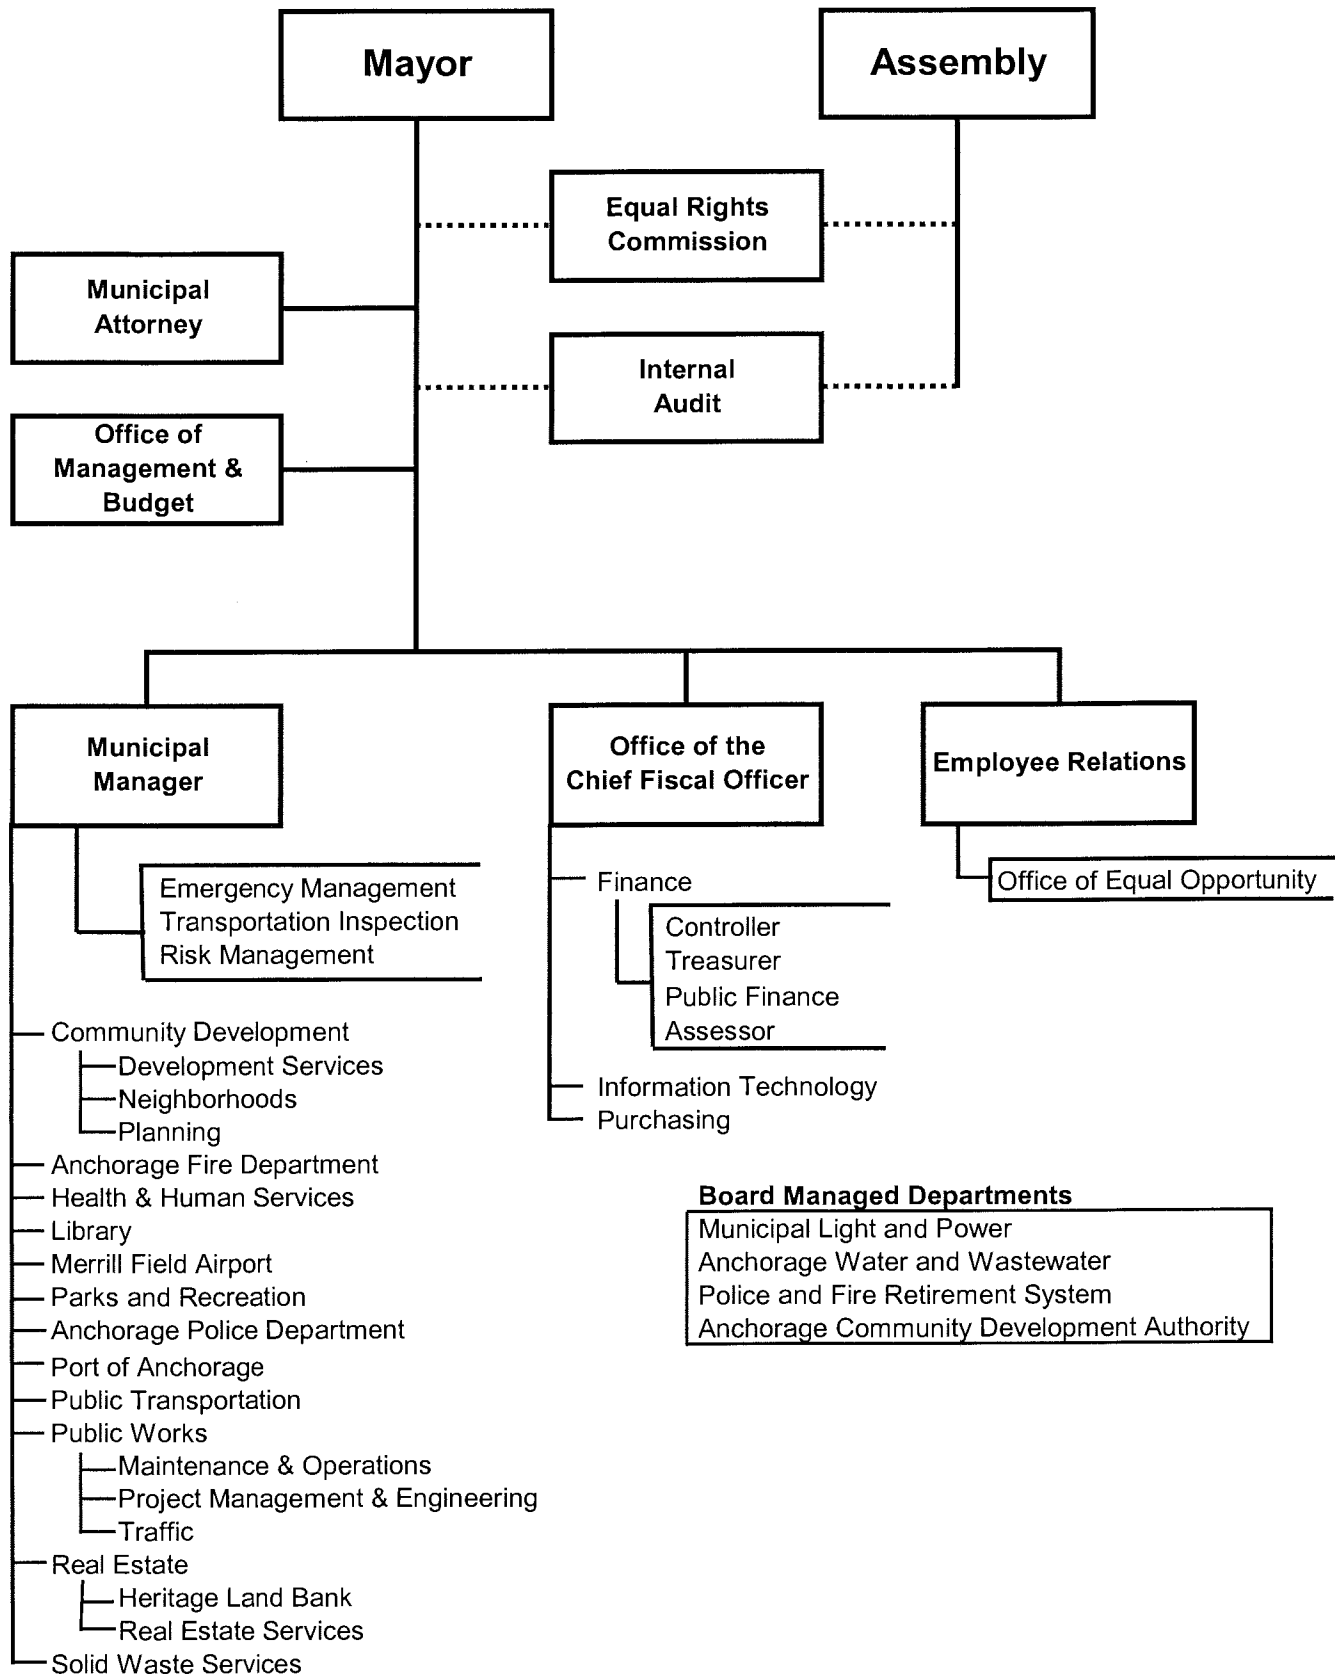 Mayor
Assembly
Equal Rights
Commission
Municipal
Attorney
Internal
Audit
Office of
Management &
Budget
Municipal
Manager
Office of the
Chief Fiscal Officer
Employee Relations
Emergency Management
Transportation Inspection
Risk Management
Community Development
Development Services
Neighborhoods
Planning
Anchorage Fire Department
Health & Human Services
Library
Merrill Field Airport
Parks and Recreation
Anchorage Police Department
Port of Anchorage
Public Transportation
Public Works
Maintenance & Operations
Project Management & Engineering
Traffic
Real Estate
Heritage Land Bank
Real Estate Services
Solid Waste Services
Finance
Controller
Treasurer
Public Finance
Assessor
Information Technology
Purchasing
Office of Equal Opportunity
Board Managed Departments
Municipal Light and Power
Anchorage Water and Wastewater
Police and Fire Retirement System
Anchorage Community Development Authority